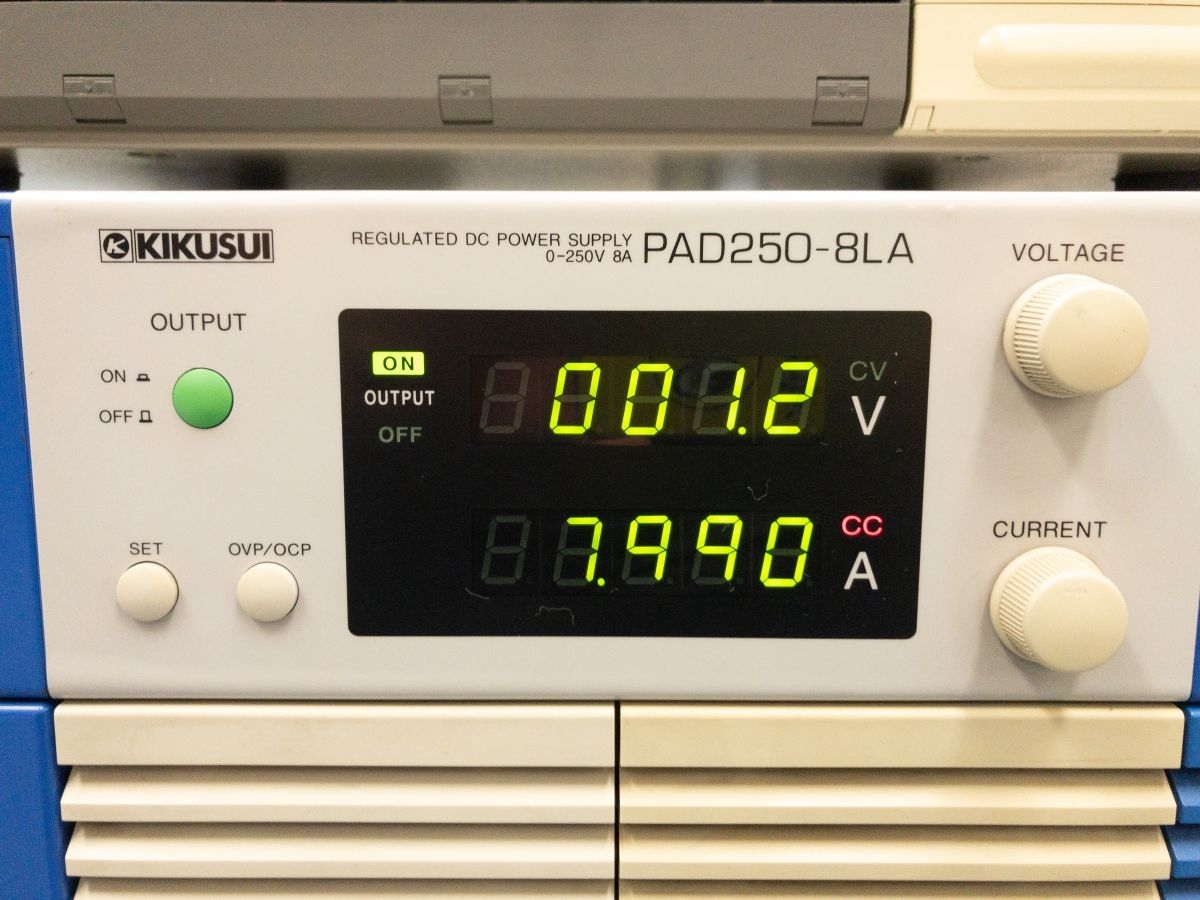 K KIKUSUI
REGULATED DC POWER SUPPLY
0-250V 8A
PAD250-8LA
VOLTAGE
OUTPUT
ON
OFF
ON
OUTPUT
OFF
001.2
CV
V
SET
OVP/OCP
7.990
CC
A
CURRENT